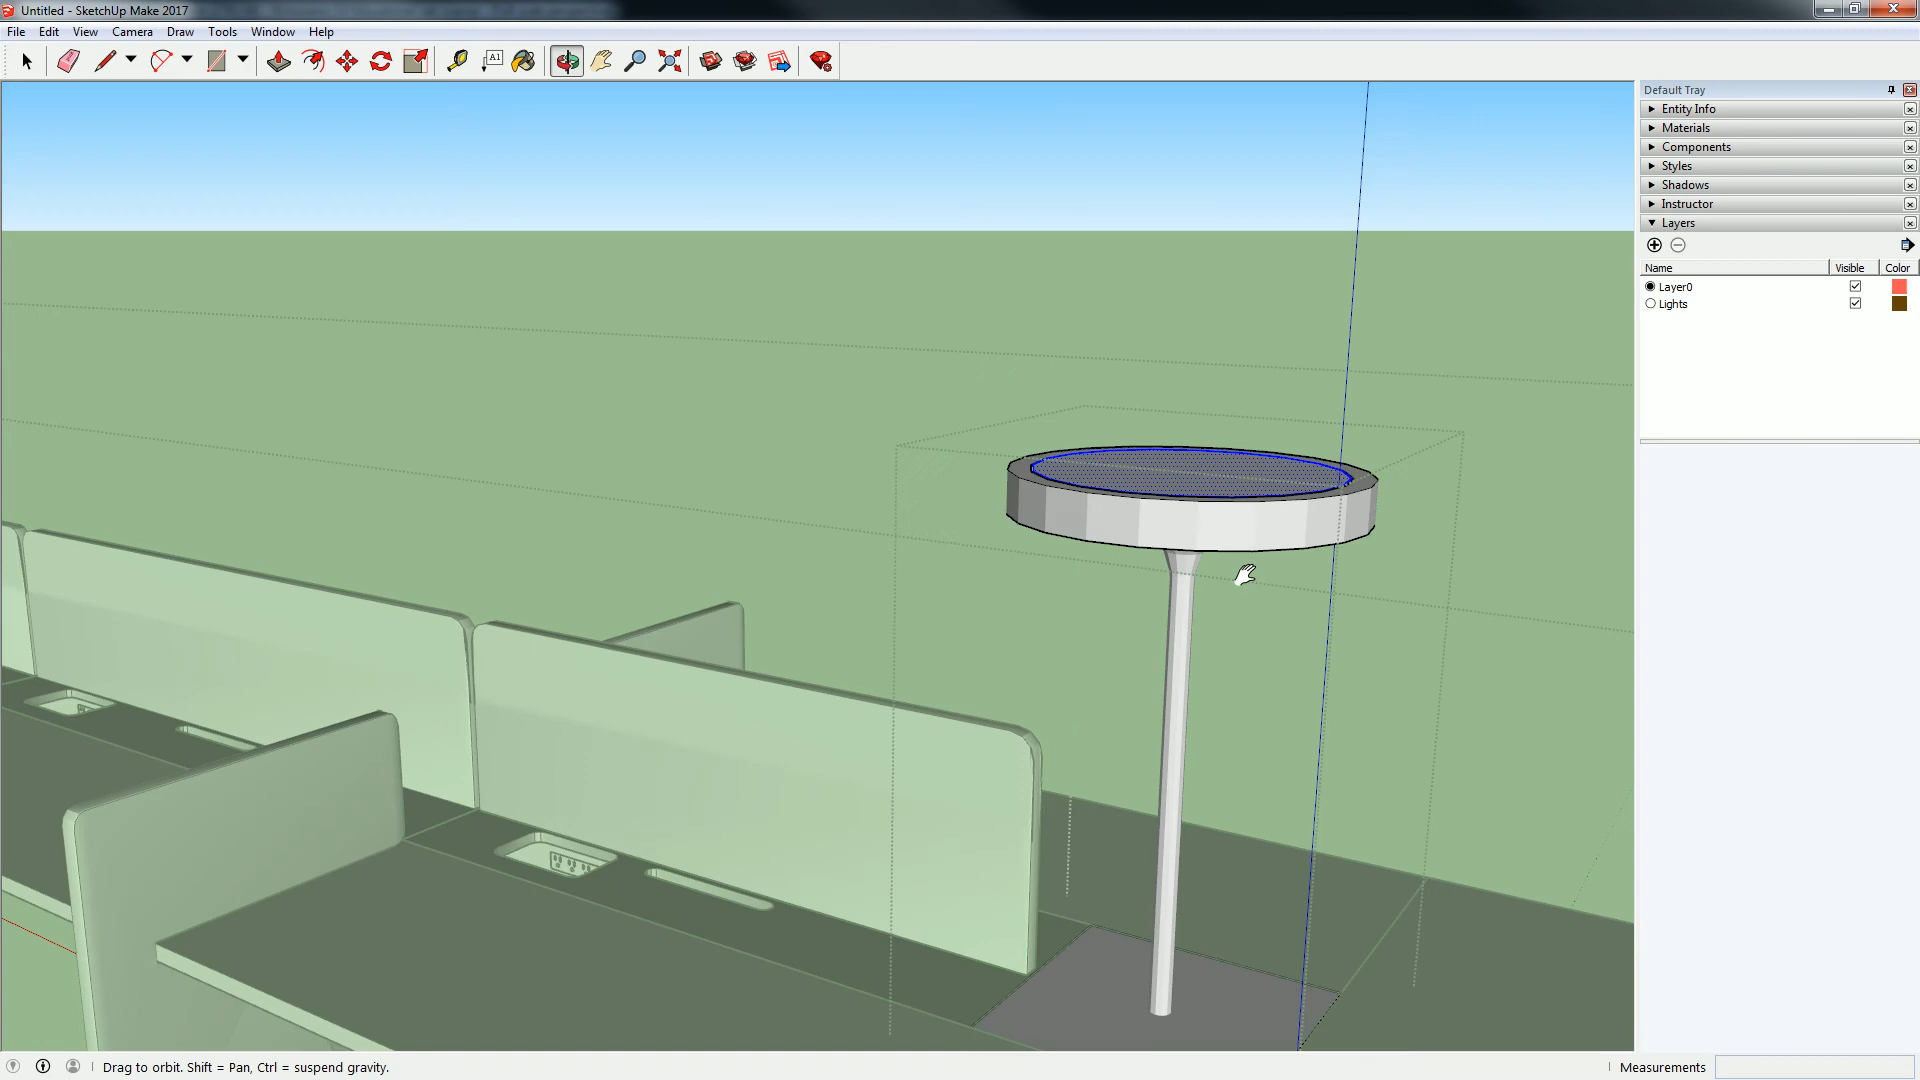 Untitled - SketchUp Make 2017
File Edit View Camera Draw Tools Window Help
A1
Default Tray
Entity Info
Materials
Components
Styles
Shadows
Instructor
Layers
Name Visible Color
Layer0
Lights
Drag to orbit. Shift = Pan, Ctrl = suspend gravity.
Measurements